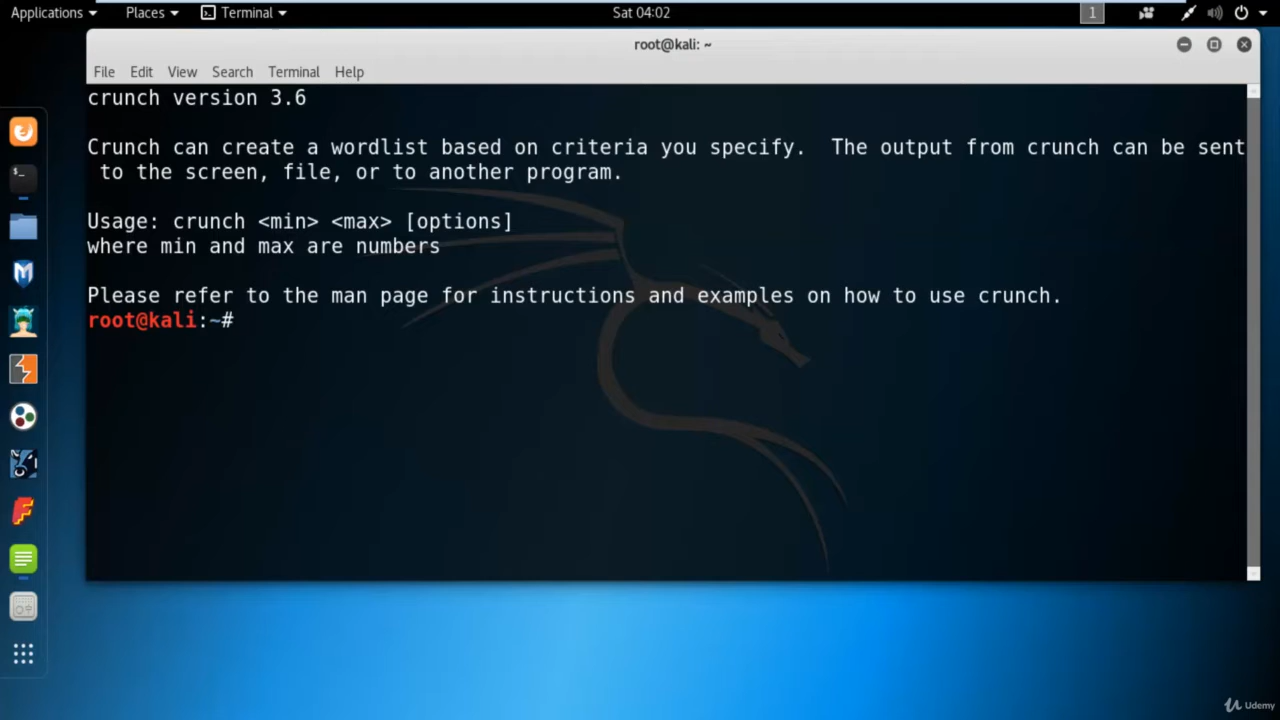 Applications Places Terminal Sat 04:02 1
root@kali: ~
File Edit View Search Terminal Help
crunch version 3.6
Crunch can create a wordlist based on criteria you specify.  The output from crunch can be sent
to the screen, file, or to another program.
Usage: crunch <min> <max> [options]
where min and max are numbers
Please refer to the man page for instructions and examples on how to use crunch.
root@kali:~#
Udemy